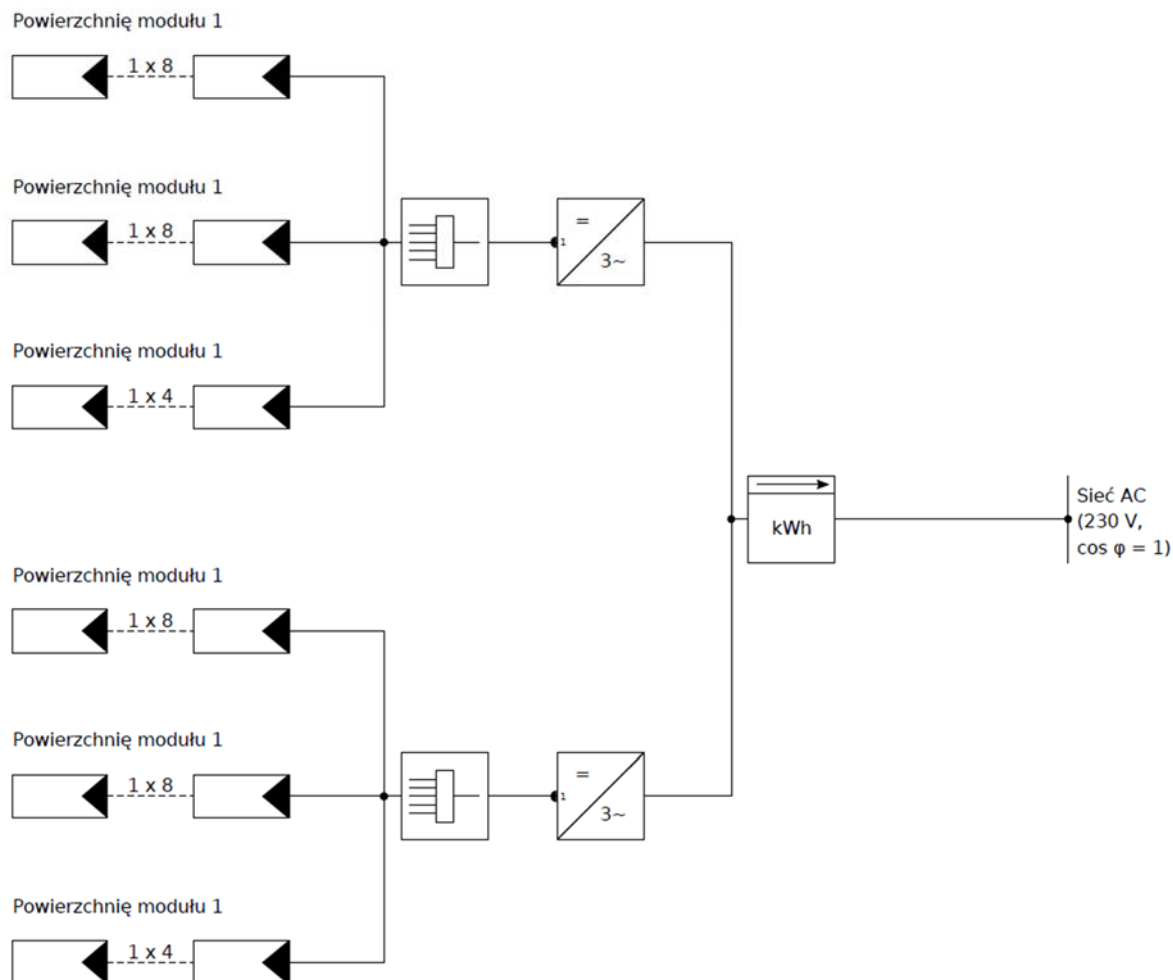 Powierzchnię modułu 1
1 x 8
Powierzchnię modułu 1
1 x 8
1
=
3~
Powierzchnię modułu 1
1 x 4
kWh
Sieć AC
(230 V,
cos φ = 1)
Powierzchnię modułu 1
1 x 8
Powierzchnię modułu 1
1 x 8
1
=
3~
Powierzchnię modułu 1
1 x 4